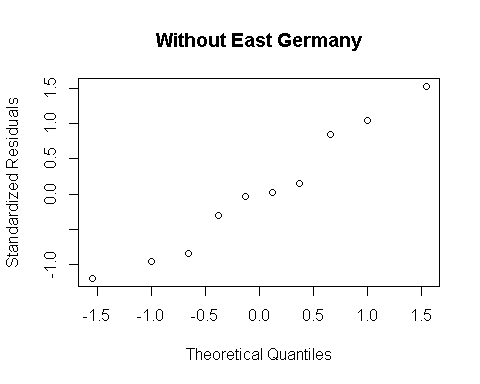 Without East Germany
Standardized Residuals
1.5
1.0
0.5
0.0
-1.0
-1.5 -1.0 -0.5 0.0 0.5 1.0 1.5
Theoretical Quantiles